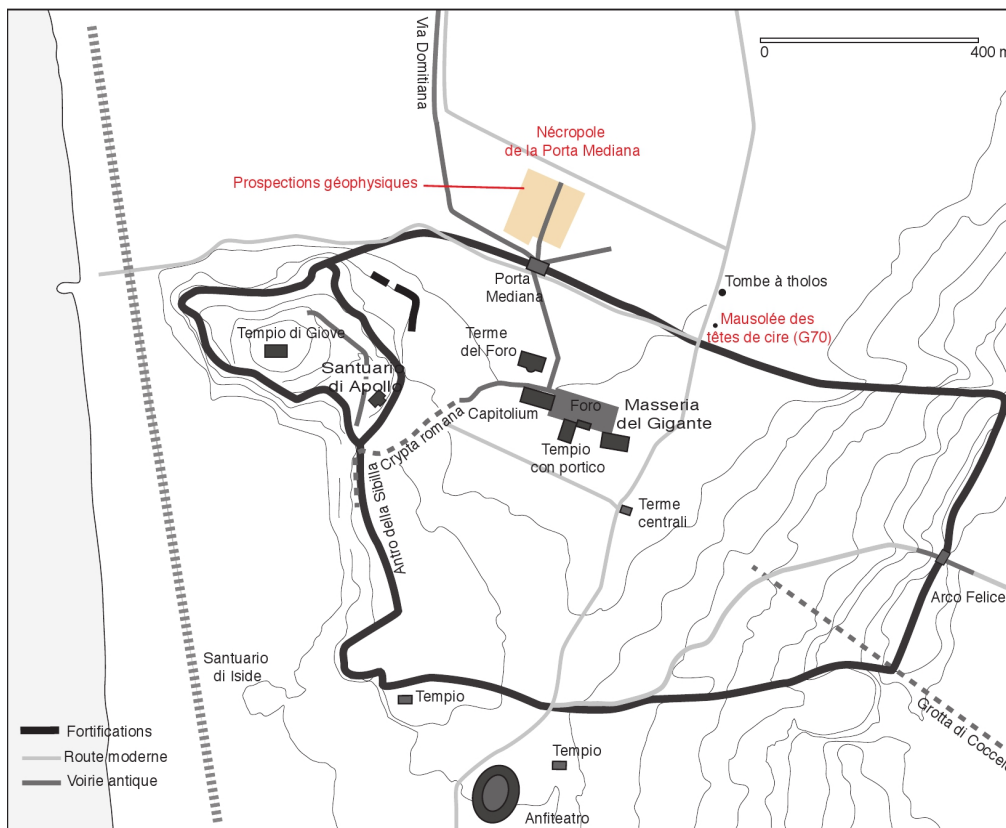 Via Domitiana
0
400 m
Nécropole
de la Porta Mediana
Prospections géophysiques
Porta
Mediana
Tombe à tholos
Mausolée des
têtes de cire (G70)
Tempio di Giove
Terme
del Foro
Santuario
di Apollo
Capitolium
Foro
Masseria
del Gigante
Crypta romana
Tempio
con portico
Antro della Sibilla
Terme
centrali
Arco Felice
Santuario
di Iside
Tempio
Grotta di Coccei
Fortifications
Route moderne
Voirie antique
Tempio
Anfiteatro